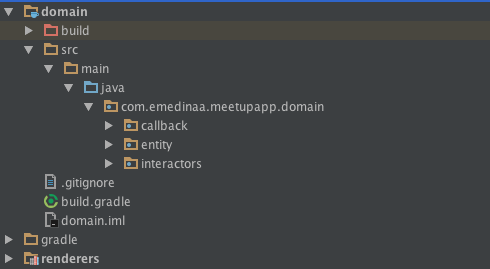 domain
build
src
main
java
com.emedinaa.meetupapp.domain
callback
entity
interactors
.gitignore
build.gradle
domain.iml
gradle
renderers